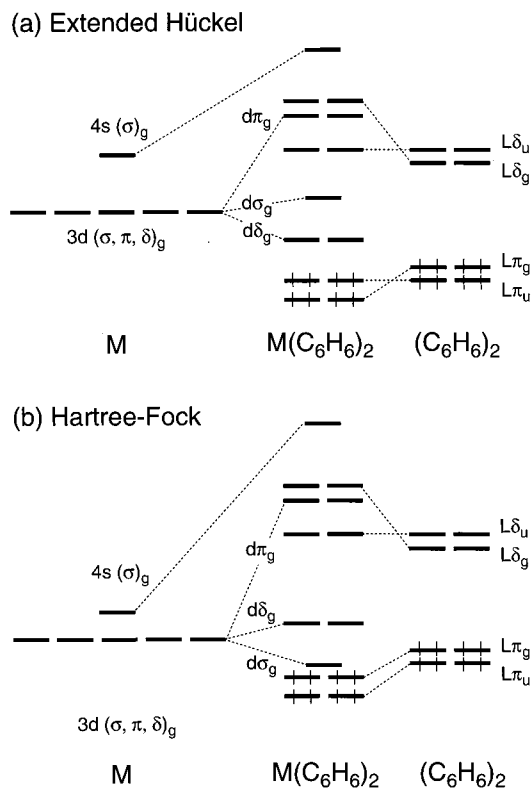 (a) Extended Hückel
4s (σ)g
dπg
Lδu
Lδg
dσg
3d (σ, π, δ)g
dδg
Lπg
Lπu
M
M(C₆H₆)₂
(C₆H₆)₂
(b) Hartree-Fock
Lδu
Lδg
dπg
4s (σ)g
dδg
Lπg
dσg
Lπu
3d (σ, π, δ)g
M
M(C₆H₆)₂
(C₆H₆)₂